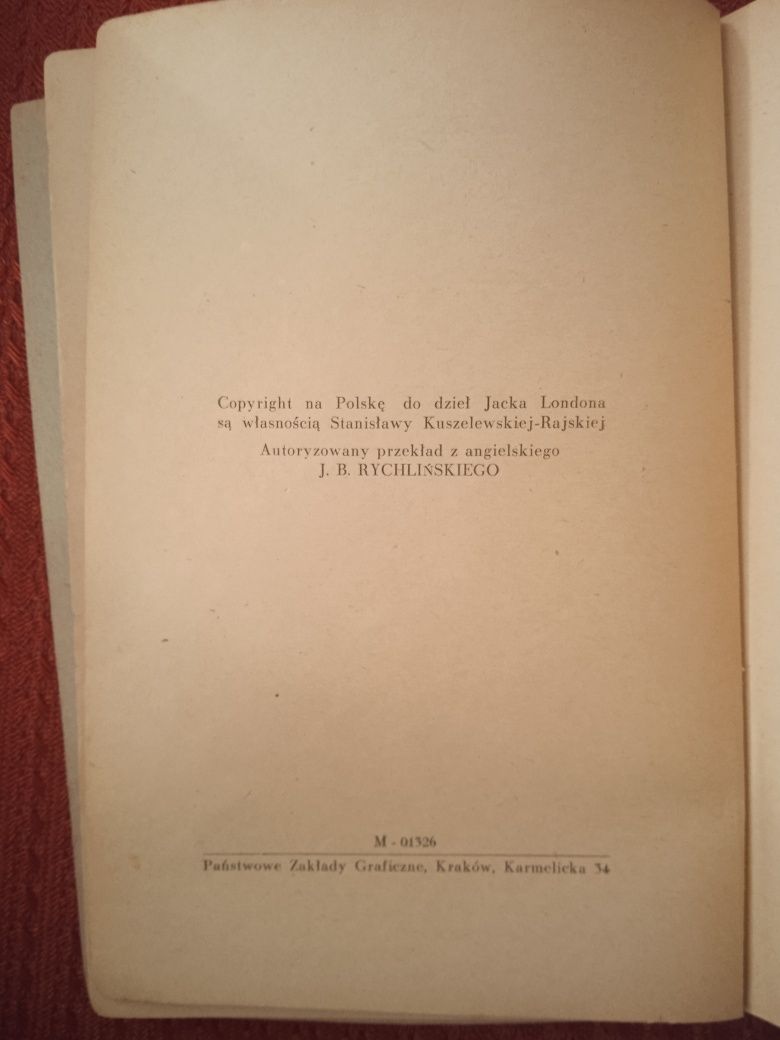 Copyright na Polskę do dzieł Jacka Londona
są własnością Stanisławy Kuszelewskiej-Rajskiej
Autoryzowany przekład z angielskiego
J. B. RYCHLIŃSKIEGO
M - 01326
Państwowe Zakłady Graficzne, Kraków, Karmelicka 34